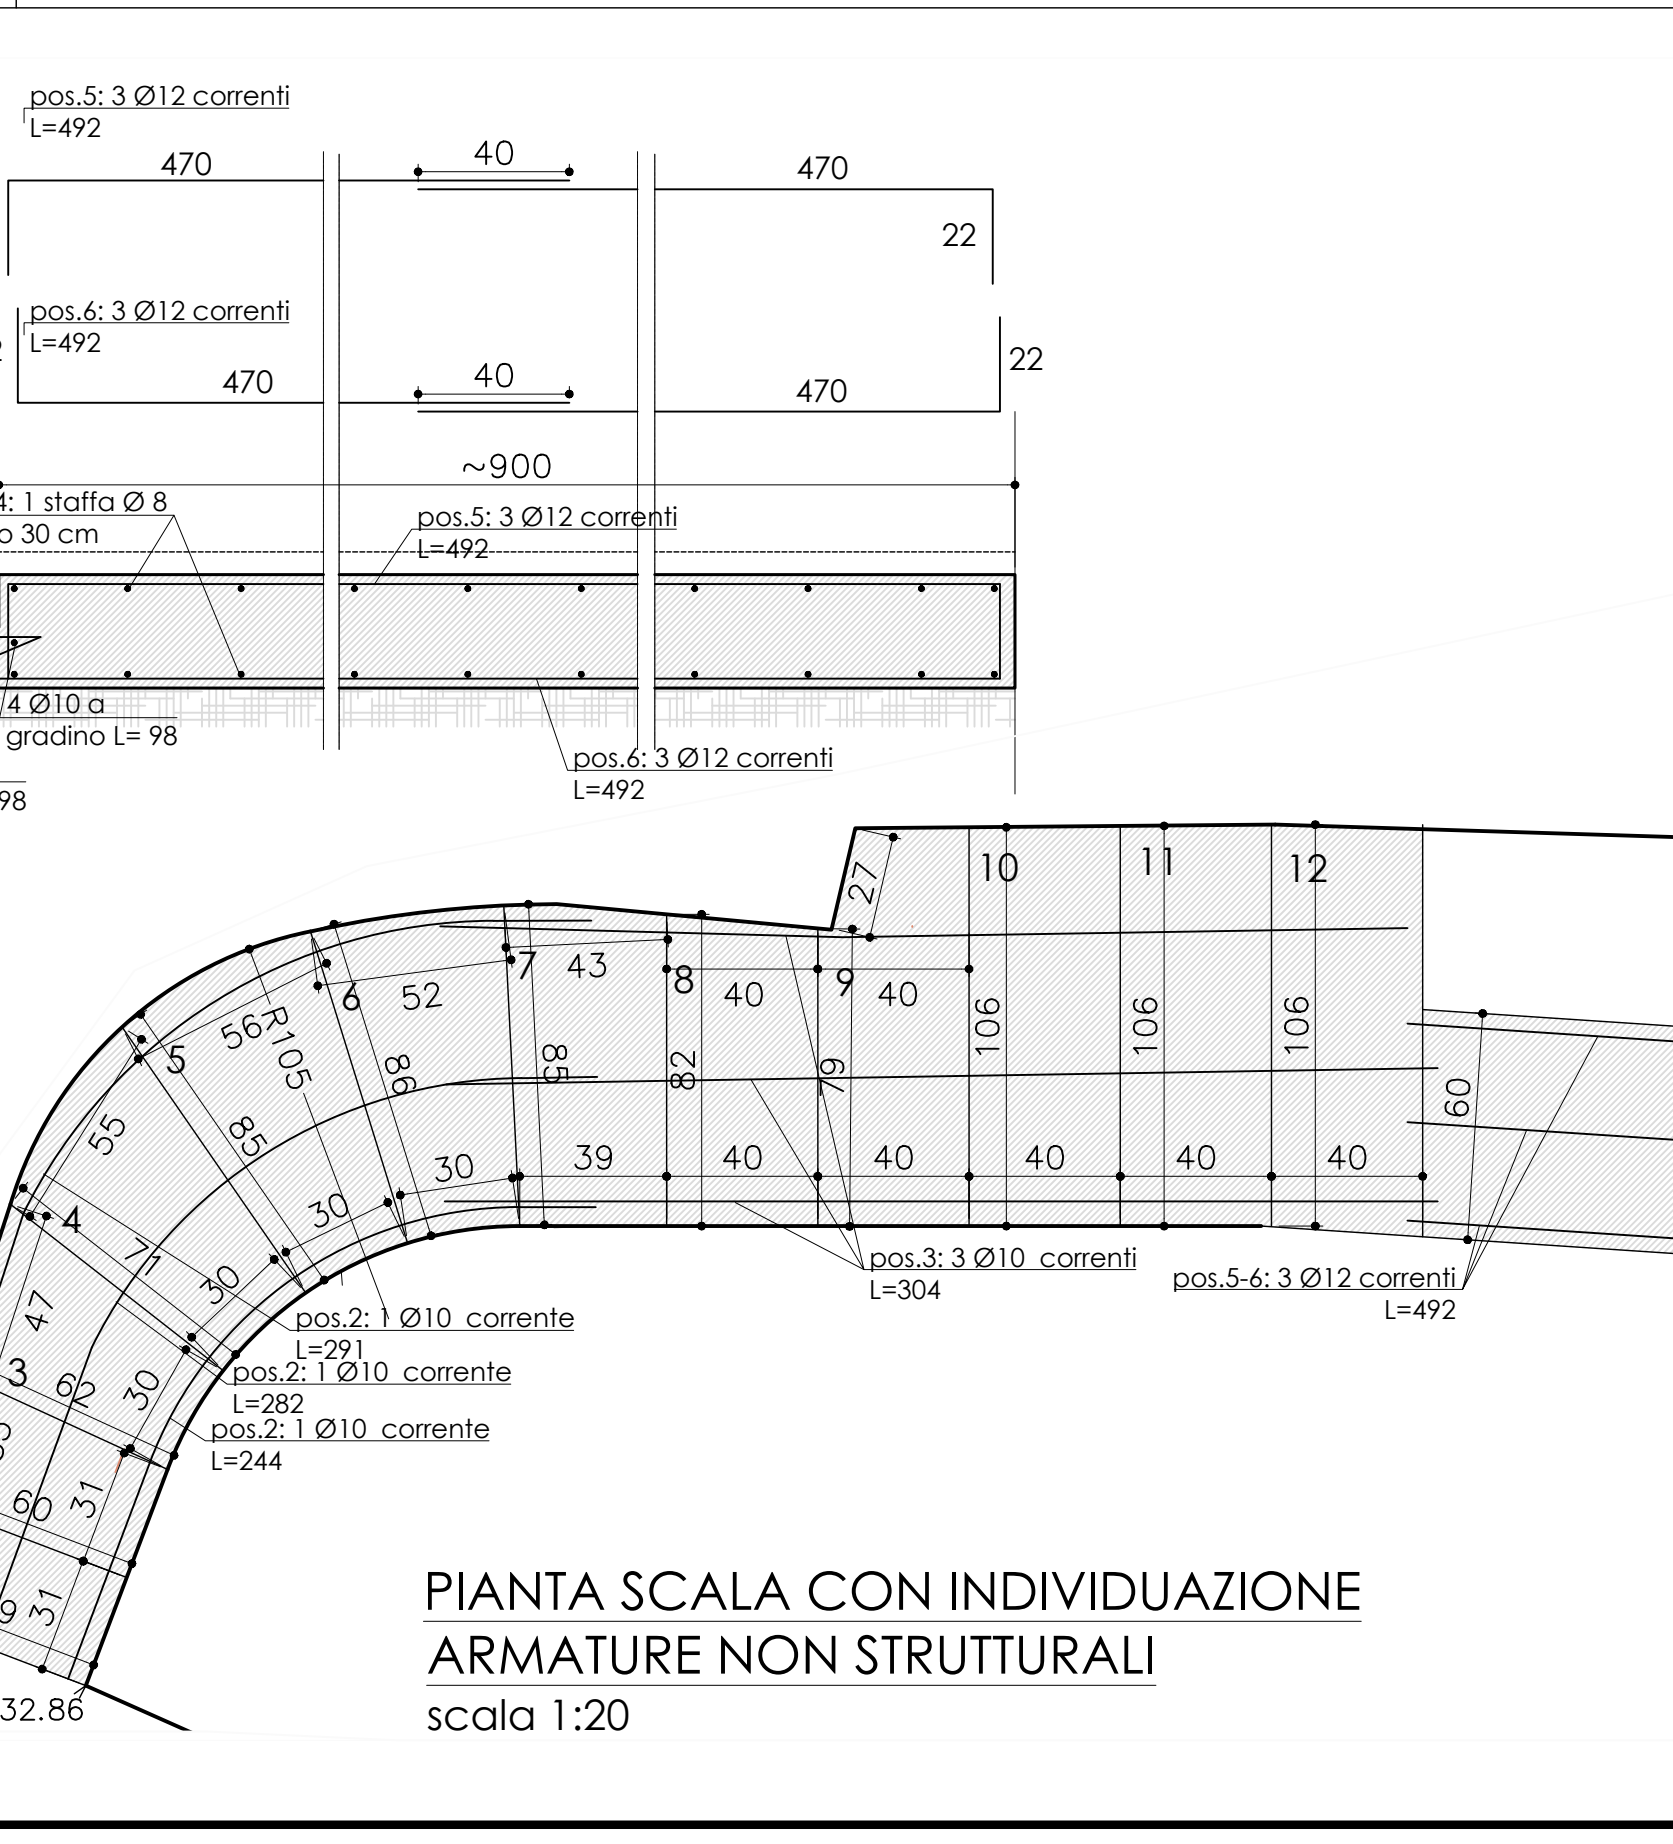 pos.5: 3 Ø12 correnti
L=492
470
40
470
22
pos.6: 3 Ø12 correnti
L=492
22
470
40
470
~900
4: 1 staffa Ø 8
o 30 cm
pos.5: 3 Ø12 correnti
L=492
4 Ø10 a
gradino L= 98
98
pos.6: 3 Ø12 correnti
L=492
27
10
11
12
7
43
8
9
40
40
6
52
56
R105
5
106
106
106
86
85
82
79
60
55
85
39
40
40
40
40
40
30
30
4
71
30
47
pos.3: 3 Ø10 correnti
L=304
pos.5-6: 3 Ø12 correnti
L=492
pos.2: 1 Ø10 corrente
L=291
pos.2: 1 Ø10 corrente
L=282
pos.2: 1 Ø10 corrente
L=244
3
62
30
60
31
31
9
32.86
PIANTA SCALA CON INDIVIDUAZIONE
ARMATURE NON STRUTTURALI
scala 1:20